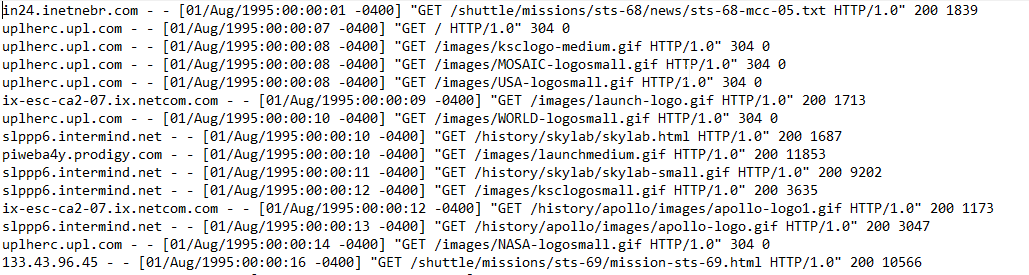 in24.inetnebr.com - - [01/Aug/1995:00:00:01 -0400] "GET /shuttle/missions/sts-68/news/sts-68-mcc-05.txt HTTP/1.0" 200 1839
uplherc.upl.com - - [01/Aug/1995:00:00:07 -0400] "GET / HTTP/1.0" 304 0
uplherc.upl.com - - [01/Aug/1995:00:00:08 -0400] "GET /images/ksclogo-medium.gif HTTP/1.0" 304 0
uplherc.upl.com - - [01/Aug/1995:00:00:08 -0400] "GET /images/MOSAIC-logosmall.gif HTTP/1.0" 304 0
uplherc.upl.com - - [01/Aug/1995:00:00:08 -0400] "GET /images/USA-logosmall.gif HTTP/1.0" 304 0
ix-esc-ca2-07.ix.netcom.com - - [01/Aug/1995:00:00:09 -0400] "GET /images/launch-logo.gif HTTP/1.0" 200 1713
uplherc.upl.com - - [01/Aug/1995:00:00:10 -0400] "GET /images/WORLD-logosmall.gif HTTP/1.0" 304 0
slppp6.intermind.net - - [01/Aug/1995:00:00:10 -0400] "GET /history/skylab/skylab.html HTTP/1.0" 200 1687
piweba4y.prodigy.com - - [01/Aug/1995:00:00:10 -0400] "GET /images/launchmedium.gif HTTP/1.0" 200 11853
slppp6.intermind.net - - [01/Aug/1995:00:00:11 -0400] "GET /history/skylab/skylab-small.gif HTTP/1.0" 200 9202
slppp6.intermind.net - - [01/Aug/1995:00:00:12 -0400] "GET /images/ksclogosmall.gif HTTP/1.0" 200 3635
ix-esc-ca2-07.ix.netcom.com - - [01/Aug/1995:00:00:12 -0400] "GET /history/apollo/images/apollo-logo1.gif HTTP/1.0" 200 1173
slppp6.intermind.net - - [01/Aug/1995:00:00:13 -0400] "GET /history/apollo/images/apollo-logo.gif HTTP/1.0" 200 3047
uplherc.upl.com - - [01/Aug/1995:00:00:14 -0400] "GET /images/NASA-logosmall.gif HTTP/1.0" 304 0
133.43.96.45 - - [01/Aug/1995:00:00:16 -0400] "GET /shuttle/missions/sts-69/mission-sts-69.html HTTP/1.0" 200 10566